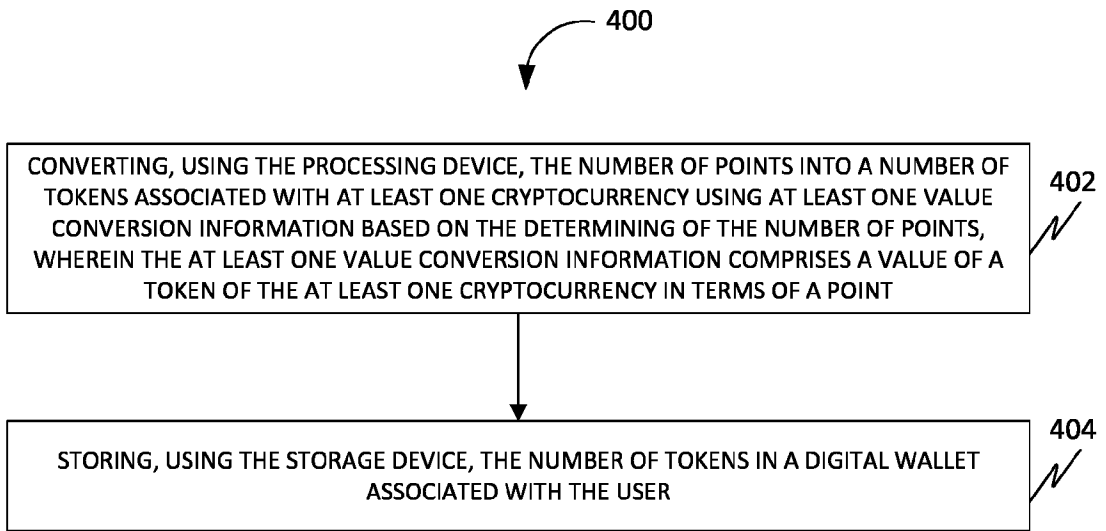 400
CONVERTING, USING THE PROCESSING DEVICE, THE NUMBER OF POINTS INTO A NUMBER OF
TOKENS ASSOCIATED WITH AT LEAST ONE CRYPTOCURRENCY USING AT LEAST ONE VALUE
CONVERSION INFORMATION BASED ON THE DETERMINING OF THE NUMBER OF POINTS,
WHEREIN THE AT LEAST ONE VALUE CONVERSION INFORMATION COMPRISES A VALUE OF A
TOKEN OF THE AT LEAST ONE CRYPTOCURRENCY IN TERMS OF A POINT
402
STORING, USING THE STORAGE DEVICE, THE NUMBER OF TOKENS IN A DIGITAL WALLET
ASSOCIATED WITH THE USER
404